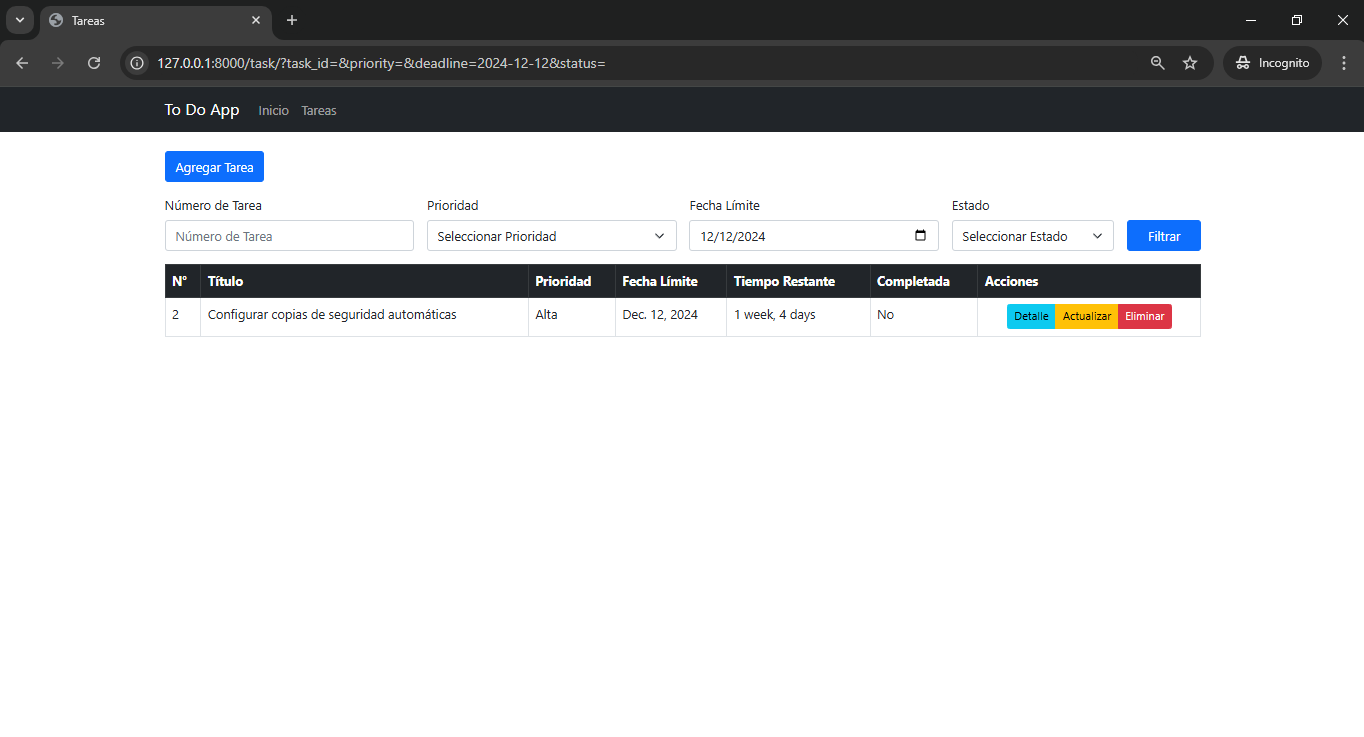 Tareas
127.0.0.1:8000/task/?task_id=&priority=&deadline=2024-12-12&status=
Incognito
To Do App Inicio Tareas
Agregar Tarea
Número de Tarea Prioridad Fecha Límite Estado
Número de Tarea Seleccionar Prioridad 12/12/2024 Seleccionar Estado Filtrar
N° Título Prioridad Fecha Límite Tiempo Restante Completada Acciones
2 Configurar copias de seguridad automáticas Alta Dec. 12, 2024 1 week, 4 days No Detalle Actualizar Eliminar